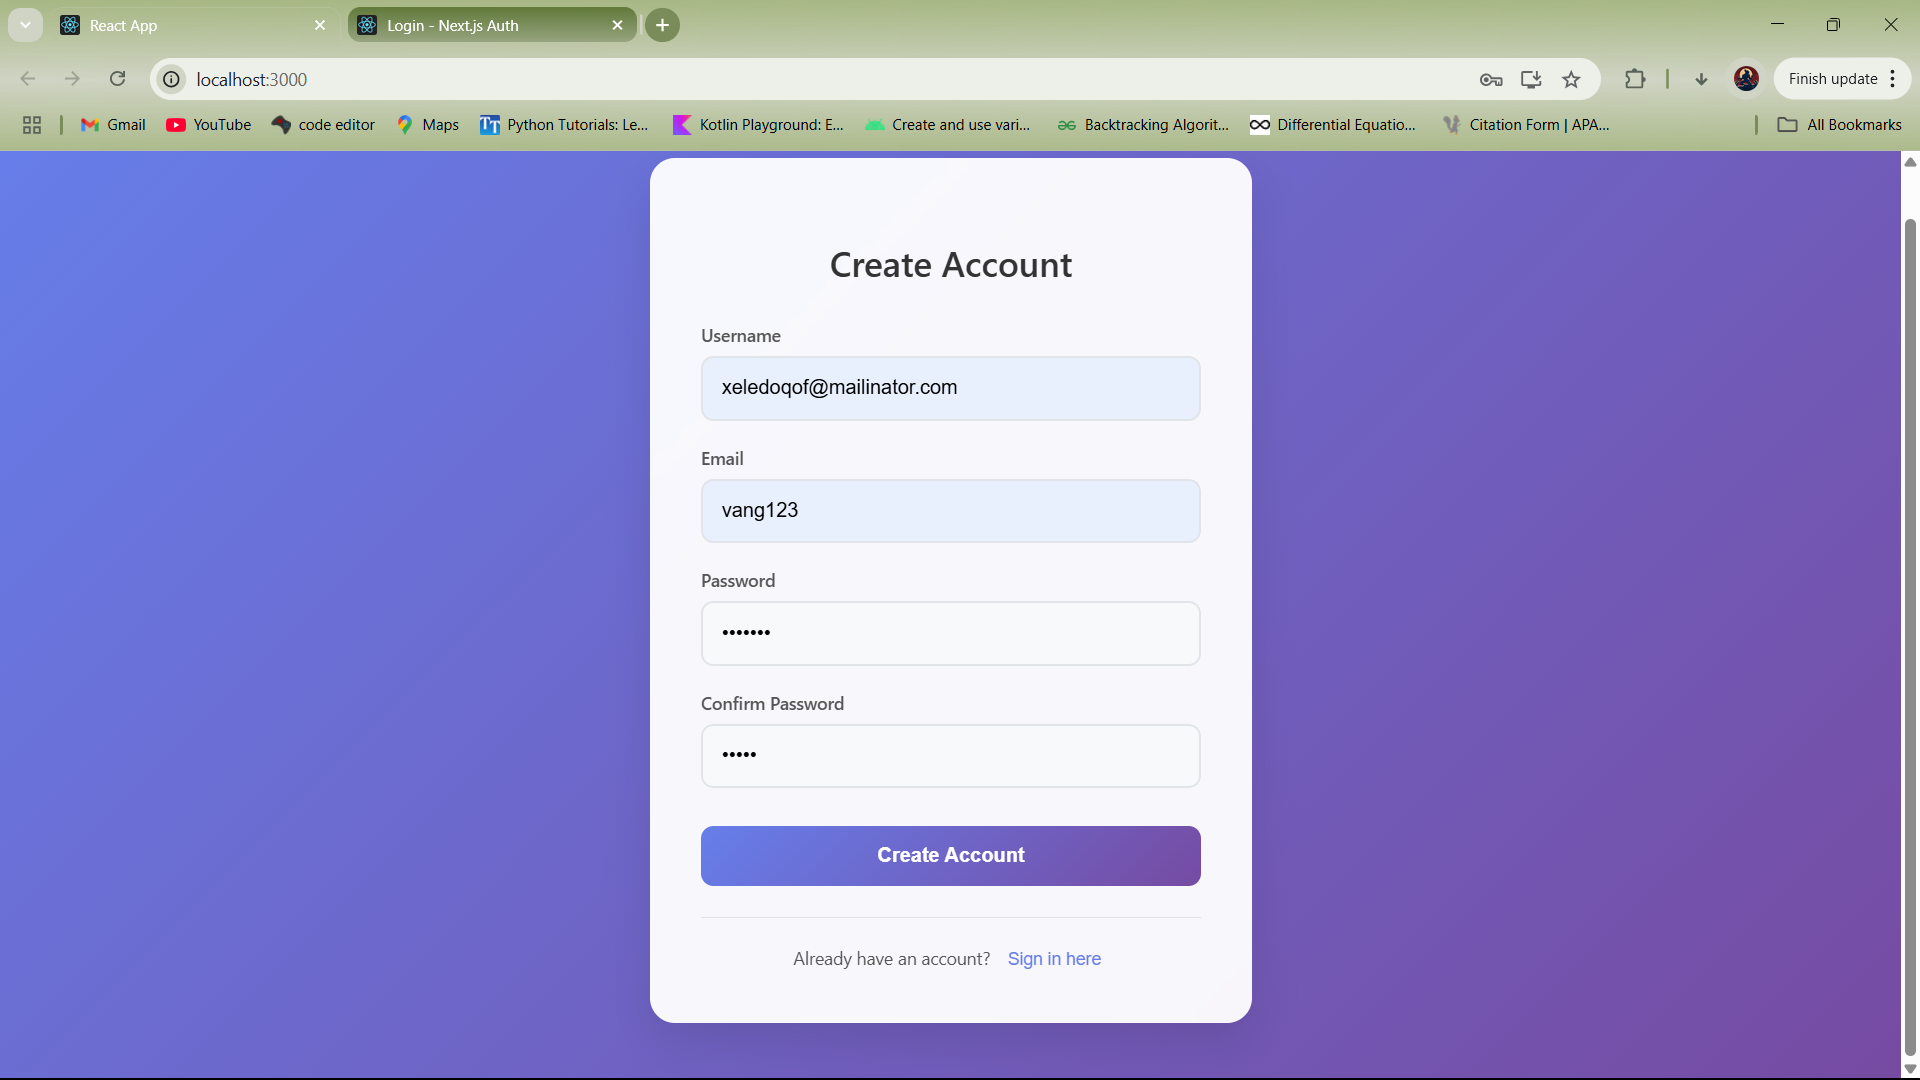 React App
Login - Next.js Auth
localhost:3000
Finish update
Gmail
YouTube
code editor
Maps
Python Tutorials: Le...
Kotlin Playground: E...
Create and use vari...
Backtracking Algorit...
Differential Equatio...
Citation Form | APA...
All Bookmarks
Create Account
Username
xeledoqof@mailinator.com
Email
vang123
Password
•••••••
Confirm Password
•••••
Create Account
Already have an account? Sign in here